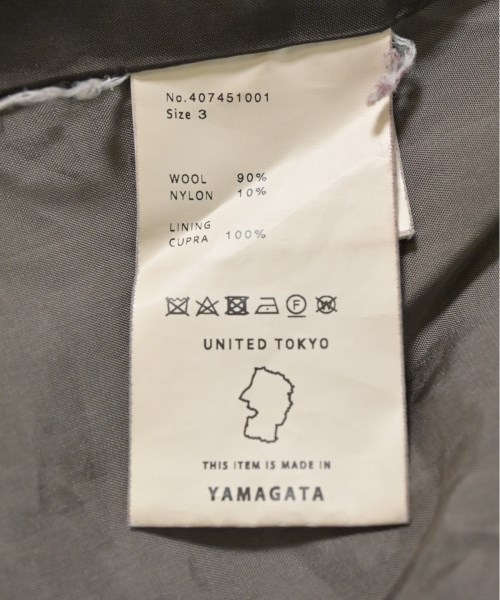 No.407451001
Size 3
WOOL 90%
NYLON 10%
LINING
CUPRA 100%
F W
UNITED TOKYO
THIS ITEM IS MADE IN
YAMAGATA